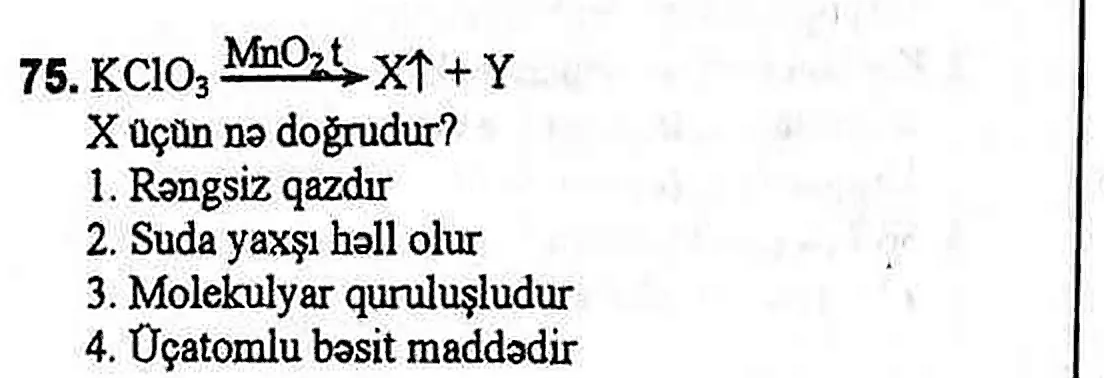 75. KClO₃ MnO₂t→ X↑ + Y
X üçün nə doğrudur?
1. Rəngsiz qazdır
2. Suda yaxşı həll olur
3. Molekulyar quruluşludur
4. Üçatomlu bəsit maddədir